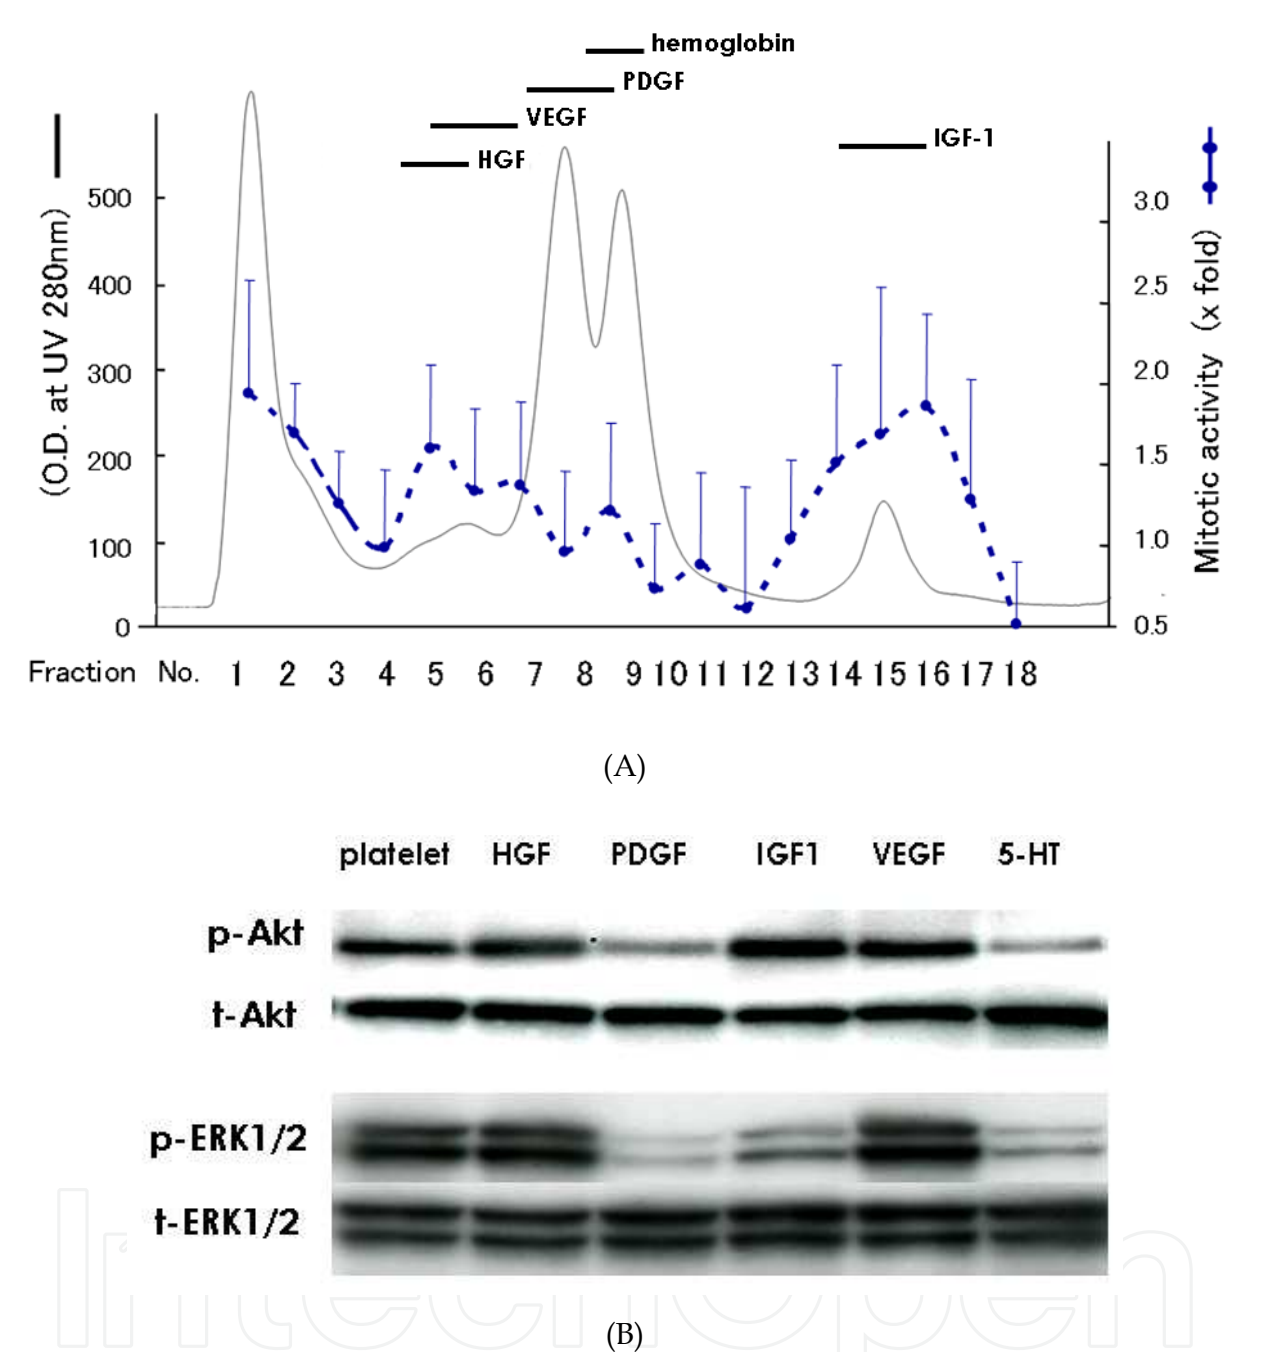 hemoglobin
PDGF
VEGF
IGF-1
HGF
(O.D. at UV 280nm)
500
400
300
200
100
0
3.0
2.5
2.0
1.5
1.0
0.5
Mitotic activity (x fold)
Fraction No. 1 2 3 4 5 6 7 8 9 10 11 12 13 14 15 16 17 18
(A)
platelet HGF PDGF IGF1 VEGF 5-HT
p-Akt
t-Akt
p-ERK1/2
t-ERK1/2
IntechOpen
(B)